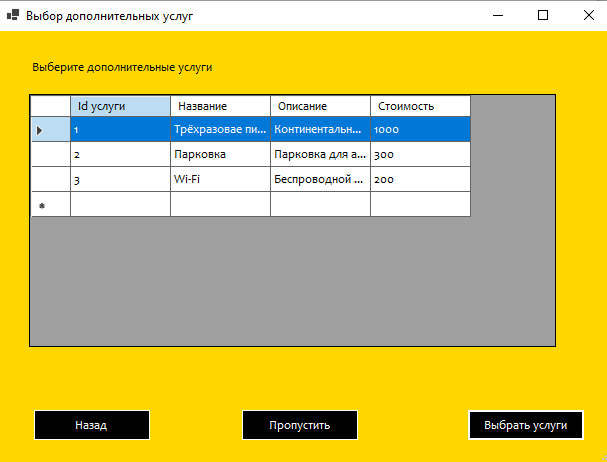 Выбор дополнительных услуг
Выберите дополнительные услуги
Id услуги Название Описание Стоимость
1 Трёхразовае пи... Континентальн... 1000
2 Парковка Парковка для а... 300
3 Wi-Fi Беспроводной ... 200
Назад Пропустить Выбрать услуги